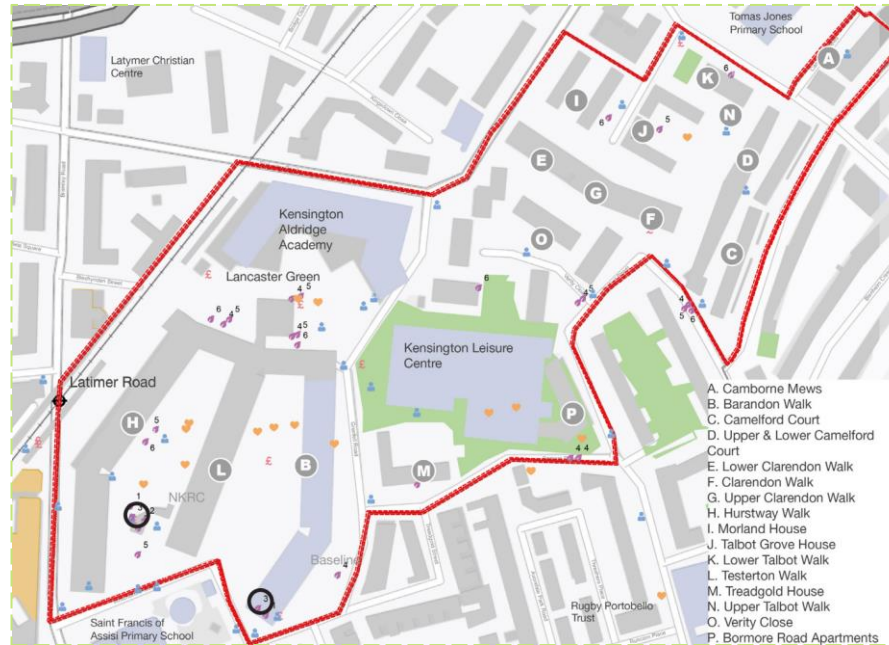 Tomas Jones
Primary School
Latymer Christian
Centre
A
K
I
N
J
E
D
G
F
O
C
Kensington
Aldridge
Academy
Lancaster Green
Kensington Leisure
Centre
Latimer Road
H
L
B
P
M
NKRC
Baseline
Saint Francis of
Assisi Primary School
Rugby Portobello
Trust
A. Camborne Mews
B. Barandon Walk
C. Camelford Court
D. Upper & Lower Camelford
Court
E. Lower Clarendon Walk
F. Clarendon Walk
G. Upper Clarendon Walk
H. Hurstway Walk
I. Morland House
J. Talbot Grove House
K. Lower Talbot Walk
L. Testerton Walk
M. Treadgold House
N. Upper Talbot Walk
O. Verity Close
P. Bormore Road Apartments